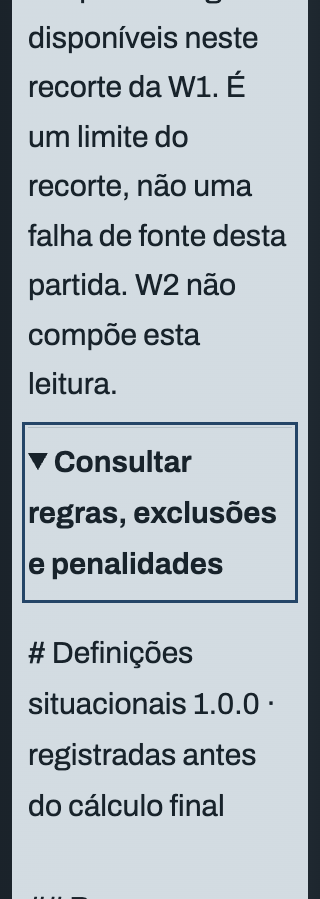 disponíveis neste
recorte da W1. É
um limite do
recorte, não uma
falha de fonte desta
partida. W2 não
compõe esta
leitura.
▼ Consultar
regras, exclusões
e penalidades
# Definições
situacionais 1.0.0 ·
registradas antes
do cálculo final